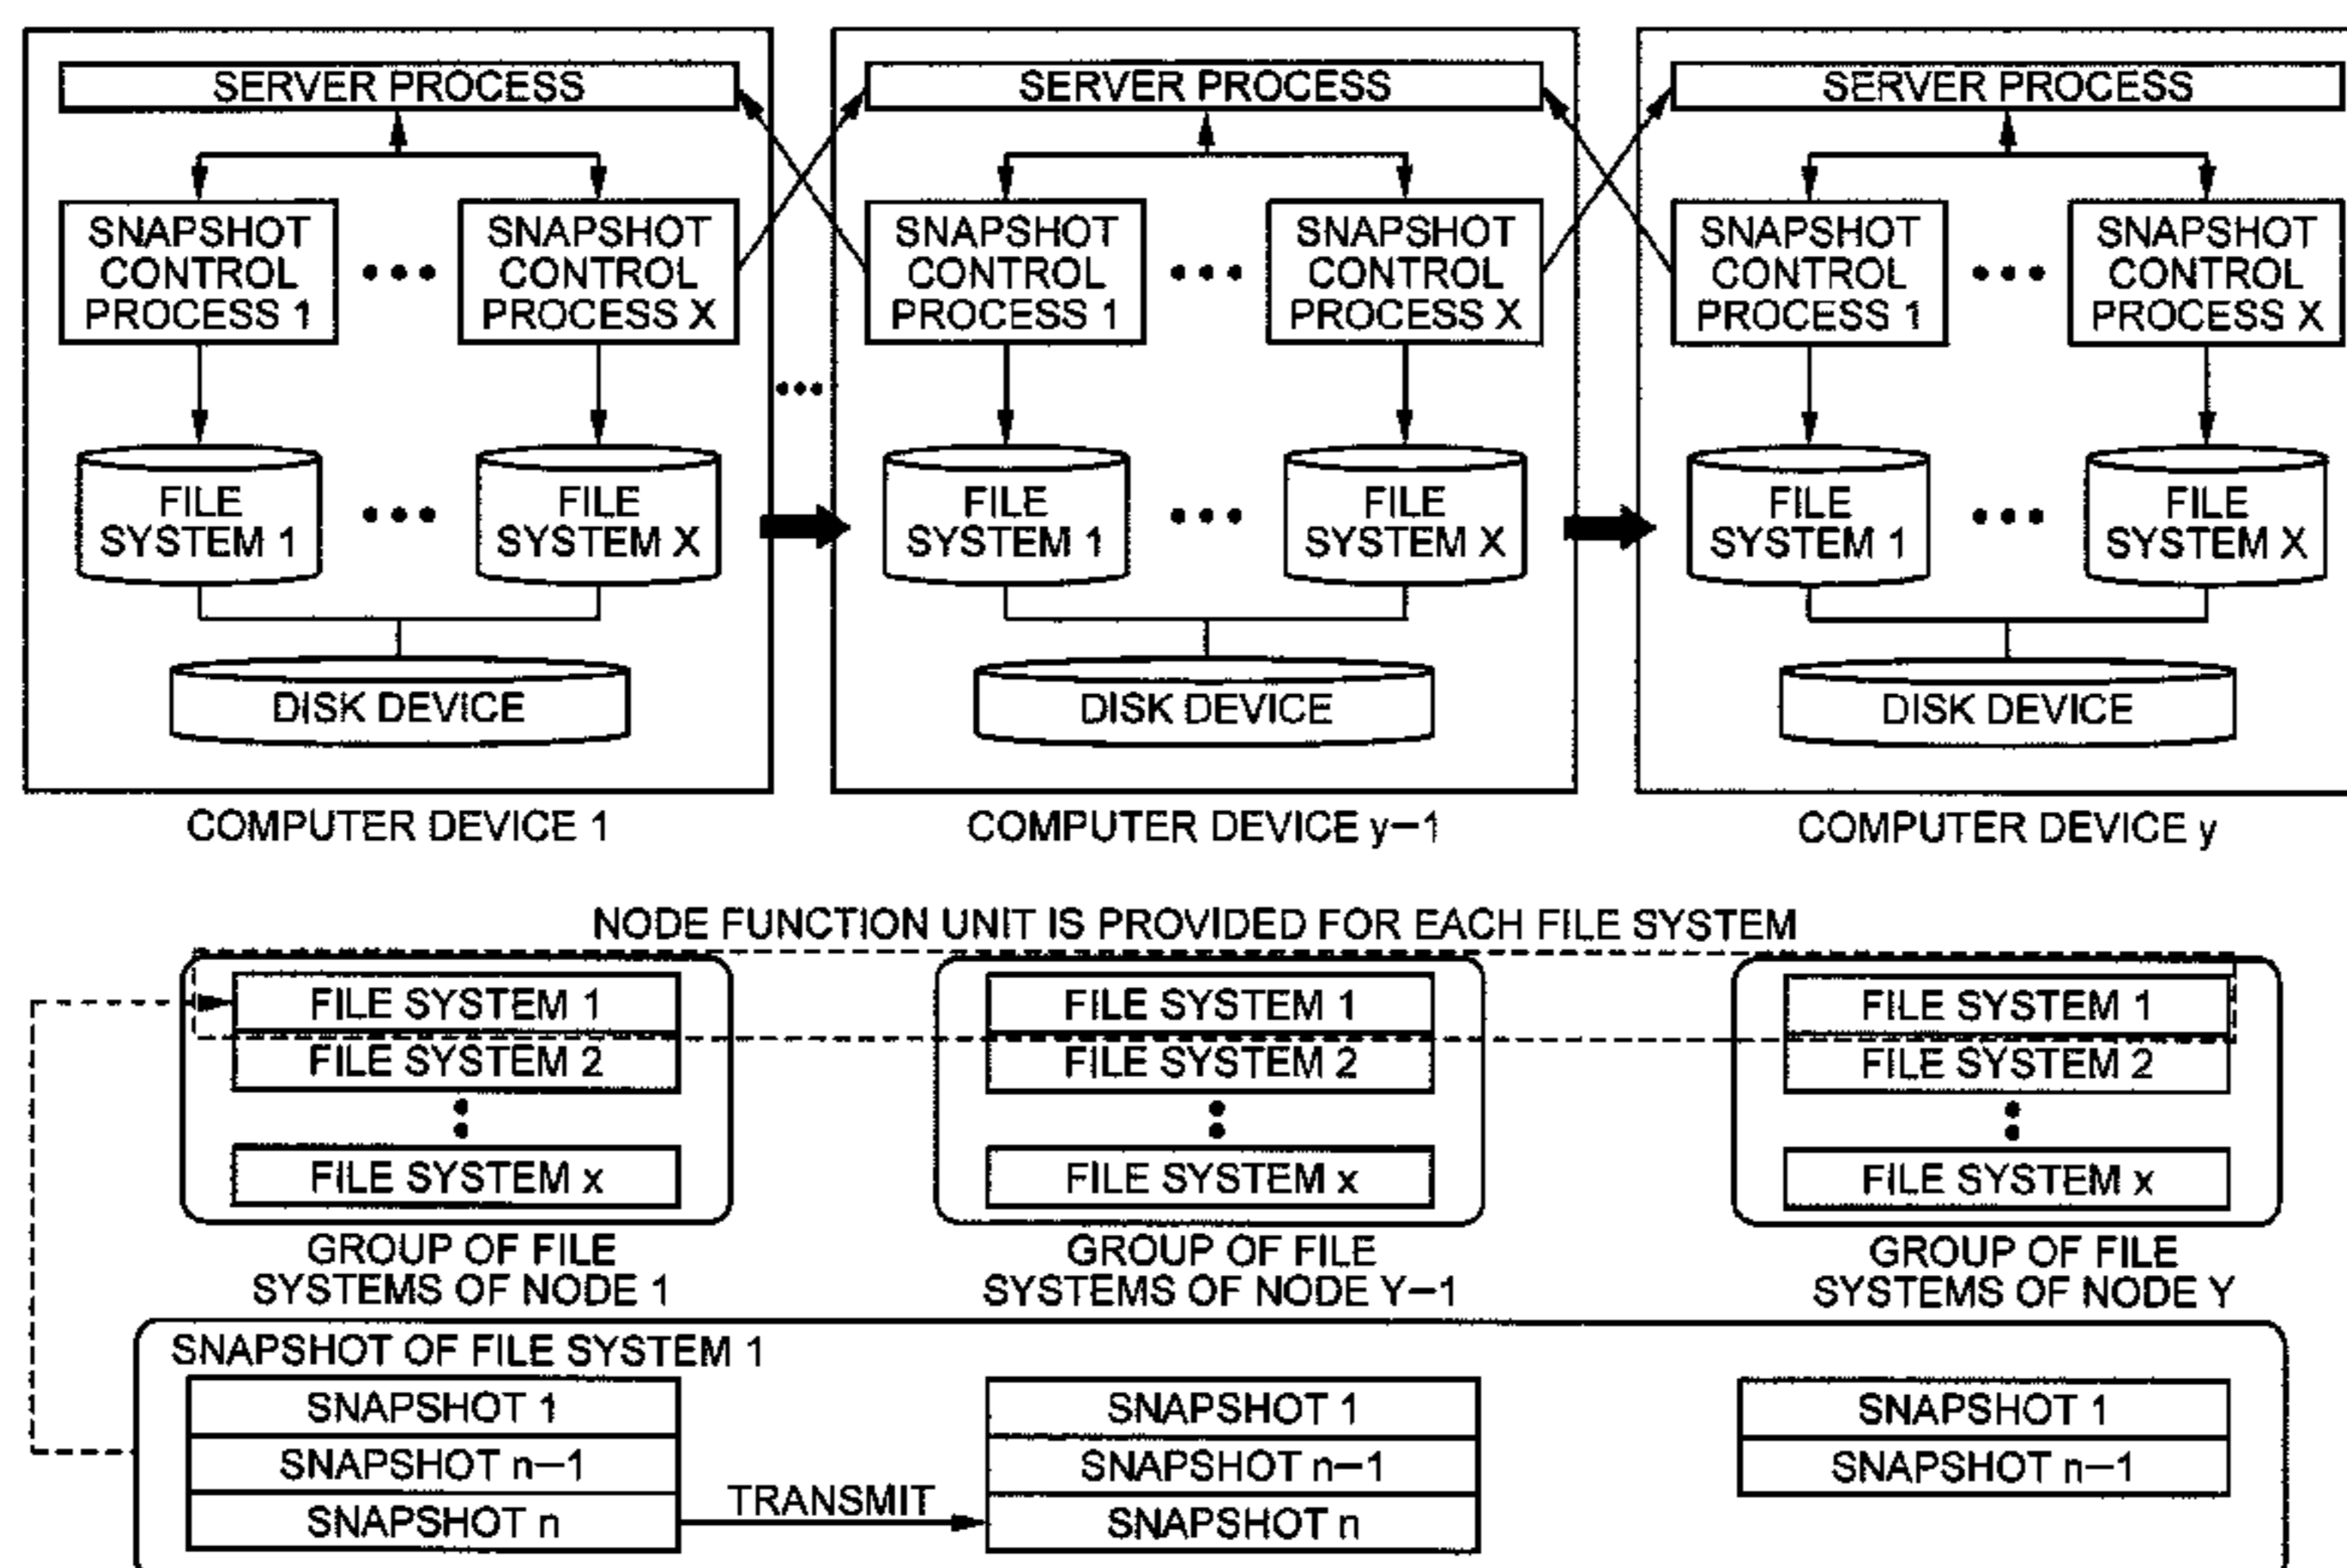 SERVER PROCESS
SERVER PROCESS
SERVER PROCESS
SNAPSHOT
CONTROL
PROCESS 1
SNAPSHOT
CONTROL
PROCESS X
SNAPSHOT
CONTROL
PROCESS 1
SNAPSHOT
CONTROL
PROCESS X
SNAPSHOT
CONTROL
PROCESS 1
SNAPSHOT
CONTROL
PROCESS X
FILE
SYSTEM 1
FILE
SYSTEM X
FILE
SYSTEM 1
FILE
SYSTEM X
FILE
SYSTEM 1
FILE
SYSTEM X
DISK DEVICE
DISK DEVICE
DISK DEVICE
COMPUTER DEVICE 1
COMPUTER DEVICE y-1
COMPUTER DEVICE y
NODE FUNCTION UNIT IS PROVIDED FOR EACH FILE SYSTEM
FILE SYSTEM 1
FILE SYSTEM 2
FILE SYSTEM x
GROUP OF FILE
SYSTEMS OF NODE 1
FILE SYSTEM 1
FILE SYSTEM 2
FILE SYSTEM x
GROUP OF FILE
SYSTEMS OF NODE Y-1
FILE SYSTEM 1
FILE SYSTEM 2
FILE SYSTEM x
GROUP OF FILE
SYSTEMS OF NODE Y
SNAPSHOT OF FILE SYSTEM 1
SNAPSHOT 1
SNAPSHOT n-1
SNAPSHOT n
TRANSMIT
SNAPSHOT 1
SNAPSHOT n-1
SNAPSHOT n
SNAPSHOT 1
SNAPSHOT n-1